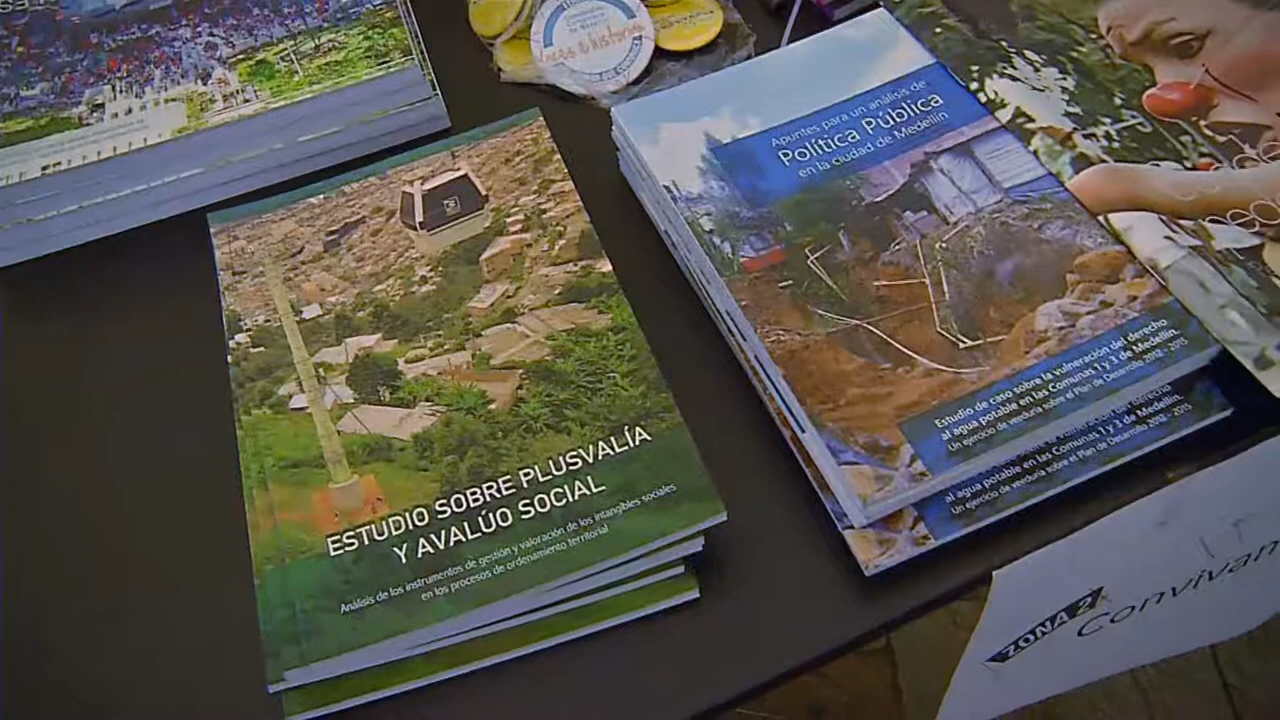 Apuntes para un análisis de
Política Pública
en la ciudad de Medellín
Estudio de caso sobre la vulneración del derecho
al agua potable en las Comunas 1 y 3 de Medellín.
Un ejercicio de veeduría sobre el Plan de Desarrollo 2012 - 2015
al agua potable en las Comunas 1 y 3 de Medellín.
Un ejercicio de veeduría sobre el Plan de Desarrollo 2012 - 2015
ESTUDIO SOBRE PLUSVALÍA
Y AVALÚO SOCIAL
Análisis de los instrumentos de gestión y valoración de los intangibles sociales
en los procesos de ordenamiento territorial
ZONA 2